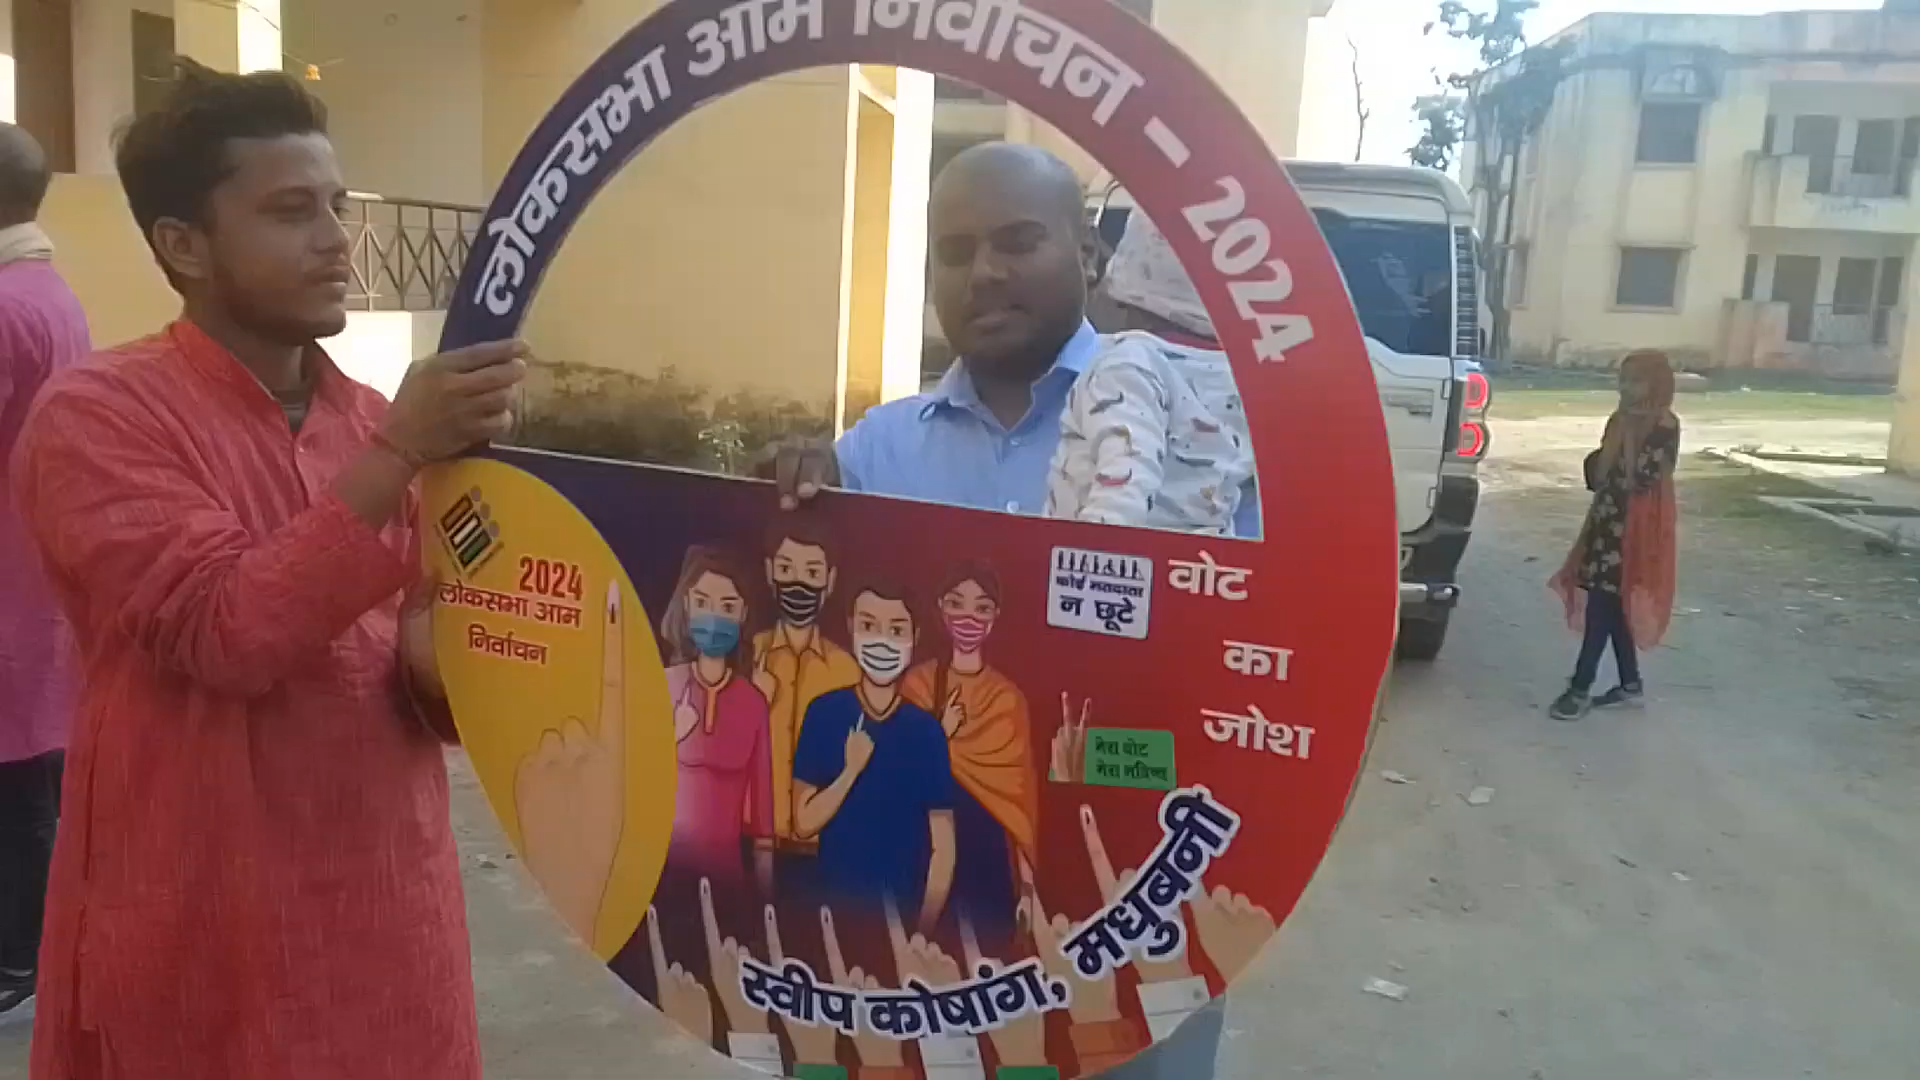 लोकसभा आम निर्वाचन - 2024
2024
लोकसभा आम
निर्वाचन
कोई मतदाता
न छूटे
वोट
का
जोश
मेरा वोट
मेरा भविष्य
स्वीप कोषांग, मधुबनी